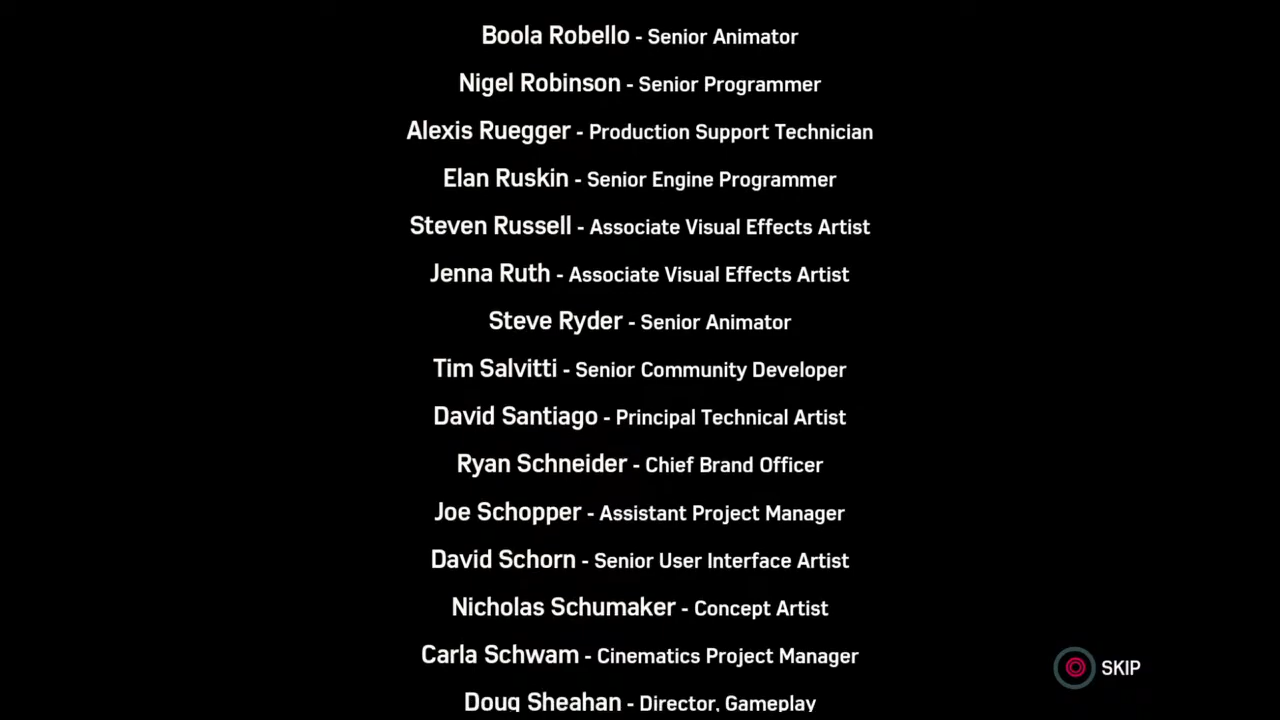 Boola Robello - Senior Animator
Nigel Robinson - Senior Programmer
Alexis Ruegger - Production Support Technician
Elan Ruskin - Senior Engine Programmer
Steven Russell - Associate Visual Effects Artist
Jenna Ruth - Associate Visual Effects Artist
Steve Ryder - Senior Animator
Tim Salvitti - Senior Community Developer
David Santiago - Principal Technical Artist
Ryan Schneider - Chief Brand Officer
Joe Schopper - Assistant Project Manager
David Schorn - Senior User Interface Artist
Nicholas Schumaker - Concept Artist
Carla Schwam - Cinematics Project Manager
SKIP
Doug Sheahan - Director, Gameplay